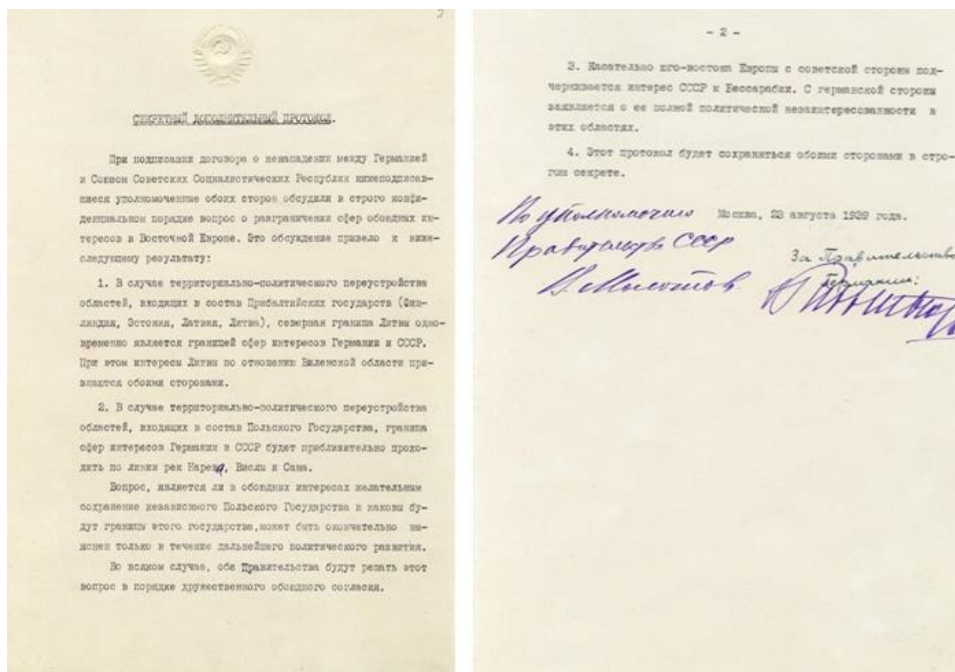 СЕКРЕТНЫЙ ДОПОЛНИТЕЛЬНЫЙ ПРОТОКОЛ.
При подписании договора о ненападении между Германией
и Союзом Советских Социалистических Республик нижеподписав-
шиеся уполномоченные обоих сторон обсудили в строго конфи-
денциальном порядке вопрос о разграничении сфер обоюдных ин-
тересов в Восточной Европе. Это обсуждение привело к ниже-
следующему результату:
1. В случае территориально-политического переустройства
областей, входящих в состав Прибалтийских государств (Фин-
ляндия, Эстония, Латвия, Литва), северная граница Литвы одно-
временно является границей сфер интересов Германии и СССР.
При этом интересы Литвы по отношению Виленской области при-
знаются обоими сторонами.
2. В случае территориально-политического переустройства
областей, входящих в состав Польского Государства, граница
сфер интересов Германии и СССР будет приблизительно прохо-
дить по линии рек Нарева, Вислы и Сана.
Вопрос, является ли в обоюдных интересах желательным
сохранение независимого Польского Государства и каковы бу-
дут границы этого государства, может быть окончательно вы-
яснен только в течение дальнейшего политического развития.
Во всяком случае, оба Правительства будут решать этот
вопрос в порядке дружественного обоюдного согласия.
- 2 -
3. Касательно юго-востока Европы с советской стороны под-
черкивается интерес СССР к Бессарабии. С германской стороны
заявляется о ее полной политической незаинтересованности в
этих областях.
4. Этот протокол будет сохраняться обоими сторонами в стро-
гом секрете.
Москва, 23 августа 1939 года.
По уполномочию
Правительства СССР
В. Молотов
За Правительство
Германии: